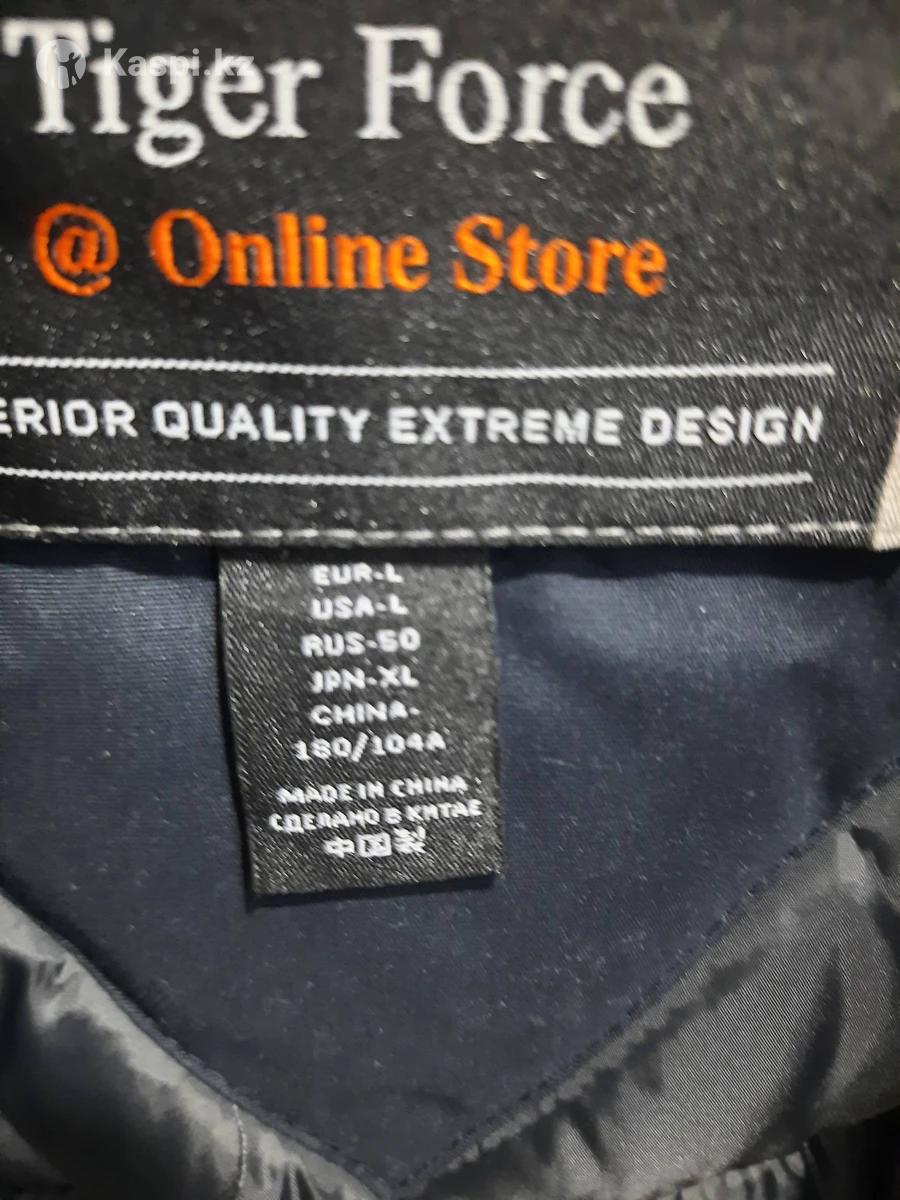 Kaspi.kz
Tiger Force
@ Online Store
ERIOR QUALITY EXTREME DESIGN
EUR-L
USA-L
RUS-50
JPN-XL
CHINA-
180/104A
MADE IN CHINA
СДЕЛАНО В КИТАЕ
中国製